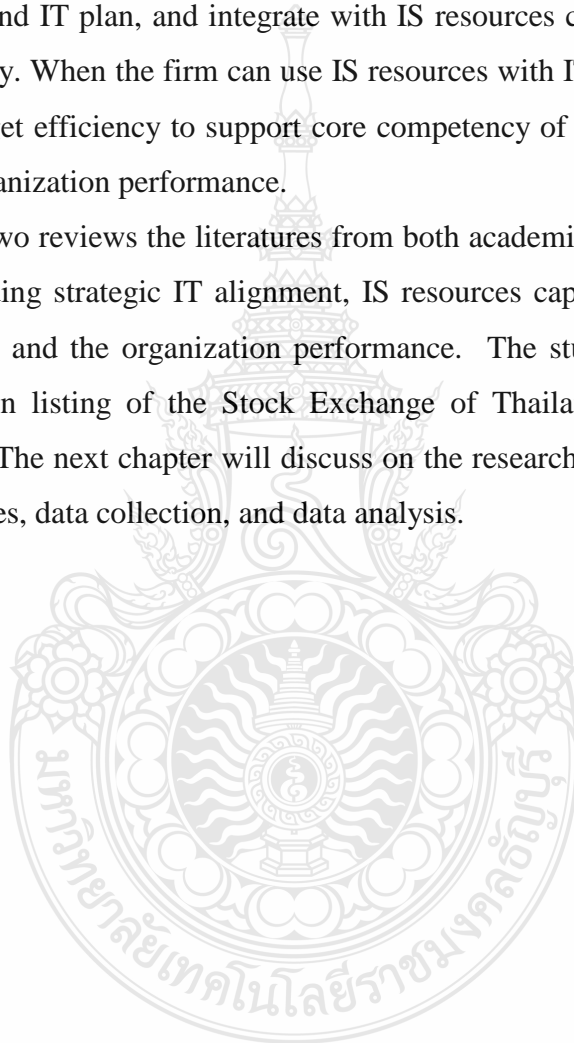 nd IT plan, and integrate with IS resources c
y. When the firm can use IS resources with I
et efficiency to support core competency of
anization performance.
wo reviews the literatures from both academi
ing strategic IT alignment, IS resources cap
and the organization performance. The stu
n listing of the Stock Exchange of Thaila
The next chapter will discuss on the research
es, data collection, and data analysis.
มหาวิทยาลัยเทคโนโลยีราชมงคลธัญบุรี